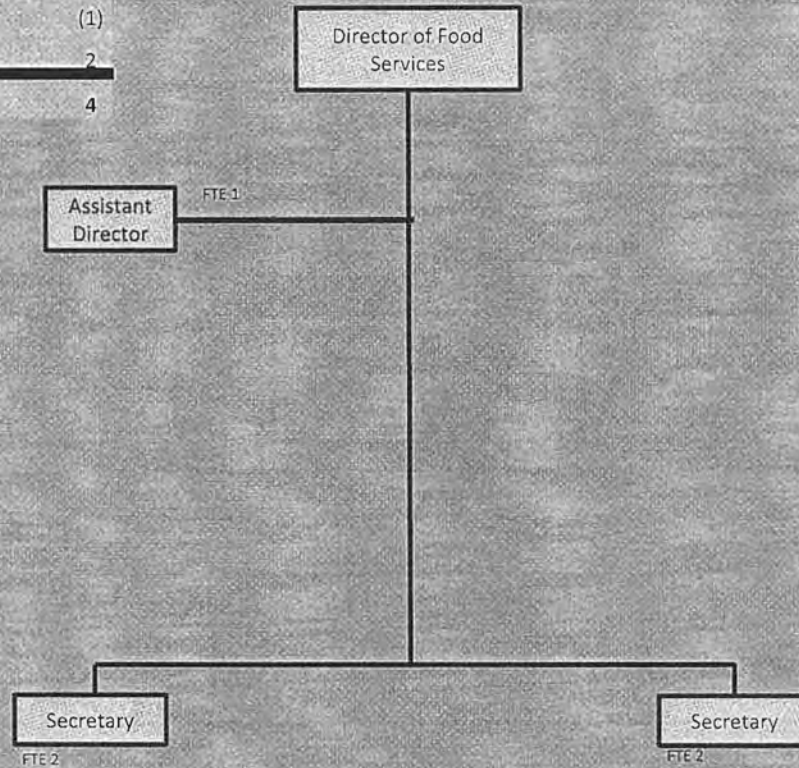 (1)
2
4
Director of Food
Services
FTE 1
Assistant
Director
Secretary
FTE 2
Secretary
FTE 2